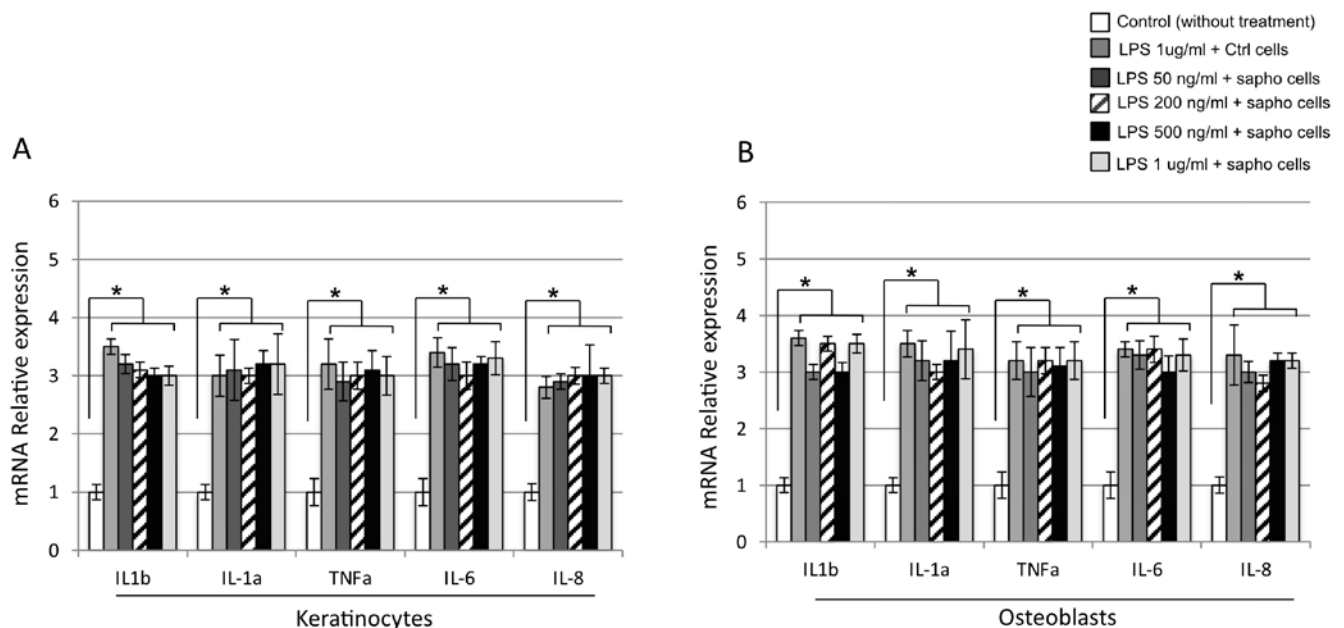 Control (without treatment)
LPS 1ug/ml + Ctrl cells
LPS 50 ng/ml + sapho cells
LPS 200 ng/ml + sapho cells
LPS 500 ng/ml + sapho cells
LPS 1 ug/ml + sapho cells
A
mRNA Relative expression
6
5
4
3
2
1
0
* * * * *
IL1b IL-1a TNFa IL-6 IL-8
Keratinocytes
B
mRNA Relative expression
6
5
4
3
2
1
0
* * * * *
IL1b IL-1a TNFa IL-6 IL-8
Osteoblasts